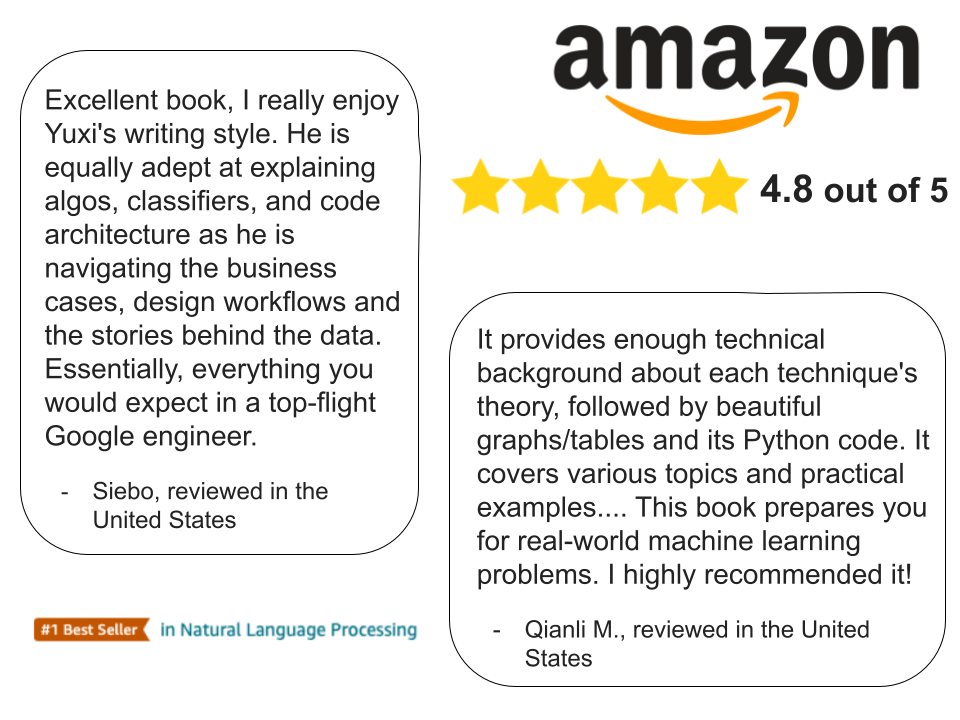 amazon
4.8 out of 5
Excellent book, I really enjoy
Yuxi's writing style. He is
equally adept at explaining
algos, classifiers, and code
architecture as he is
navigating the business
cases, design workflows and
the stories behind the data.
Essentially, everything you
would expect in a top-flight
Google engineer.
- Siebo, reviewed in the
United States
#1 Best Seller in Natural Language Processing
It provides enough technical
background about each technique's
theory, followed by beautiful
graphs/tables and its Python code. It
covers various topics and practical
examples.... This book prepares you
for real-world machine learning
problems. I highly recommended it!
- Qianli M., reviewed in the United
States